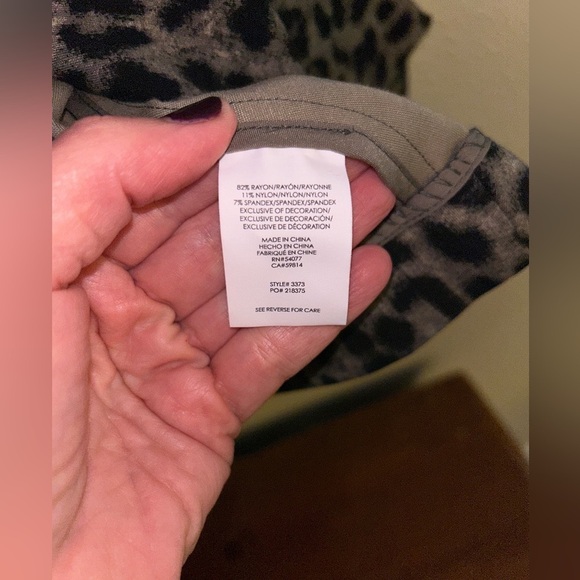 82% RAYON/RAYÓN/RAYONNE
11% NYLON/NYLON/NYLON
7% SPANDEX/SPANDEX/SPANDEX
EXCLUSIVE OF DECORATION/
EXCLUSIVE DE DECORACIÓN/
EXCLUSIVE DE DÉCORATION
MADE IN CHINA
HECHO EN CHINA
FABRIQUÉ EN CHINE
RN#54077
CA#59814
STYLE# 3373
PO# 218375
SEE REVERSE FOR CARE